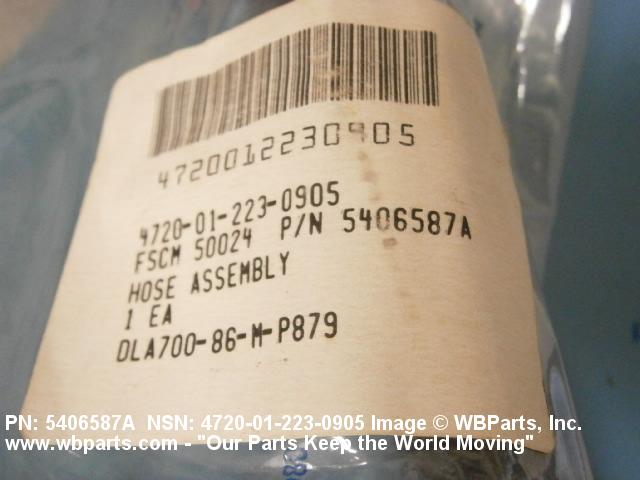 4720012230905
4720-01-223-0905
FSCM 50024 P/N 5406587A
HOSE ASSEMBLY
1 EA
DLA700-86-M-P879
PN: 5406587A NSN: 4720-01-223-0905 Image © WBParts, Inc.
www.wbparts.com - "Our Parts Keep the World Moving"